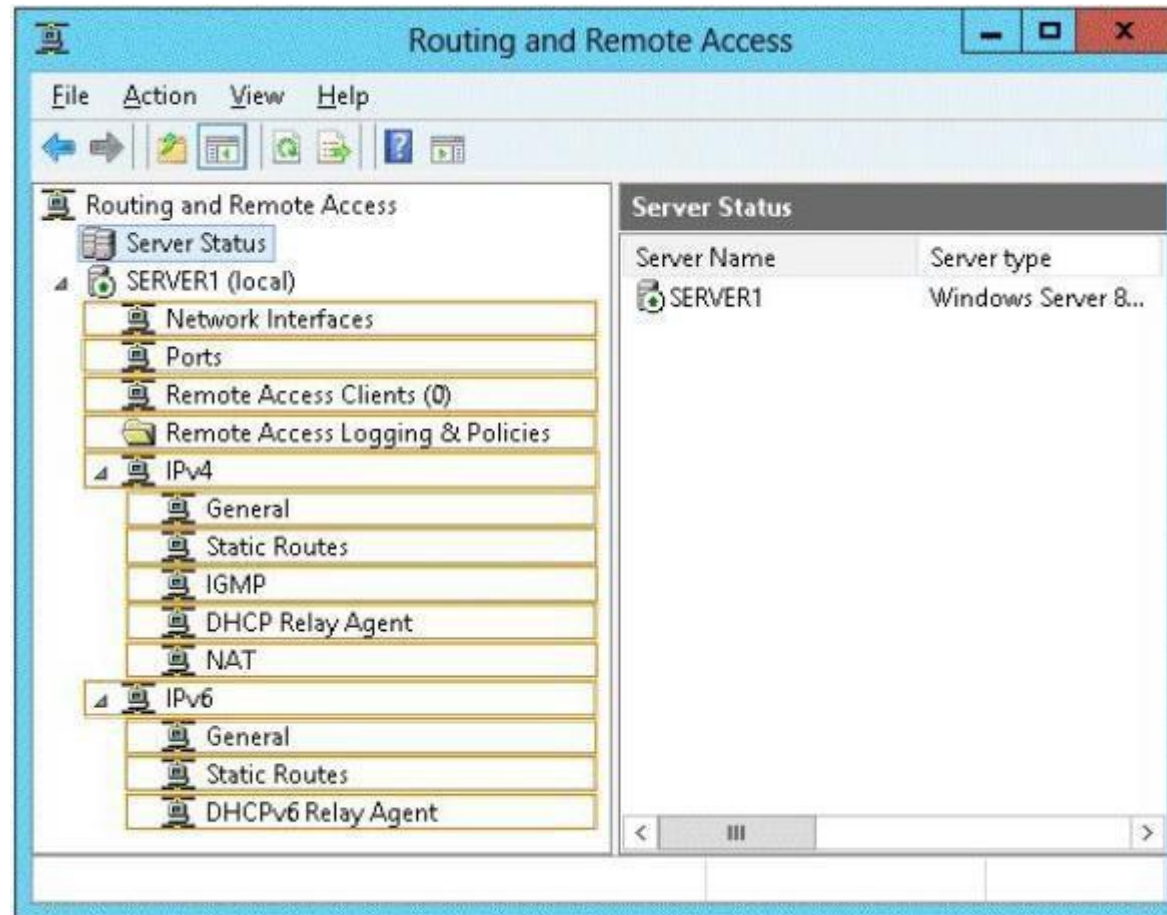 Routing and Remote Access
File Action View Help
Routing and Remote Access
Server Status
SERVER1 (local)
Network Interfaces
Ports
Remote Access Clients (0)
Remote Access Logging & Policies
IPv4
General
Static Routes
IGMP
DHCP Relay Agent
NAT
IPv6
General
Static Routes
DHCPv6 Relay Agent
Server Status
Server Name Server type
SERVER1 Windows Server 8...